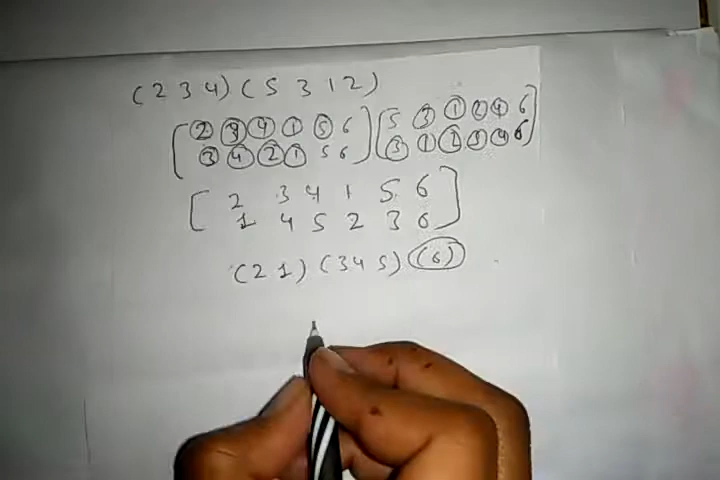 (2 3 4) (5 3 1 2)
[2 3 4 1 5 6] [5 3 1 2 4 6]
[3 4 2 1 5 6] [3 1 2 5 4 6]
[2 3 4 1 5 6]
[1 4 5 2 3 6]
(2 1) (3 4 5) (6)